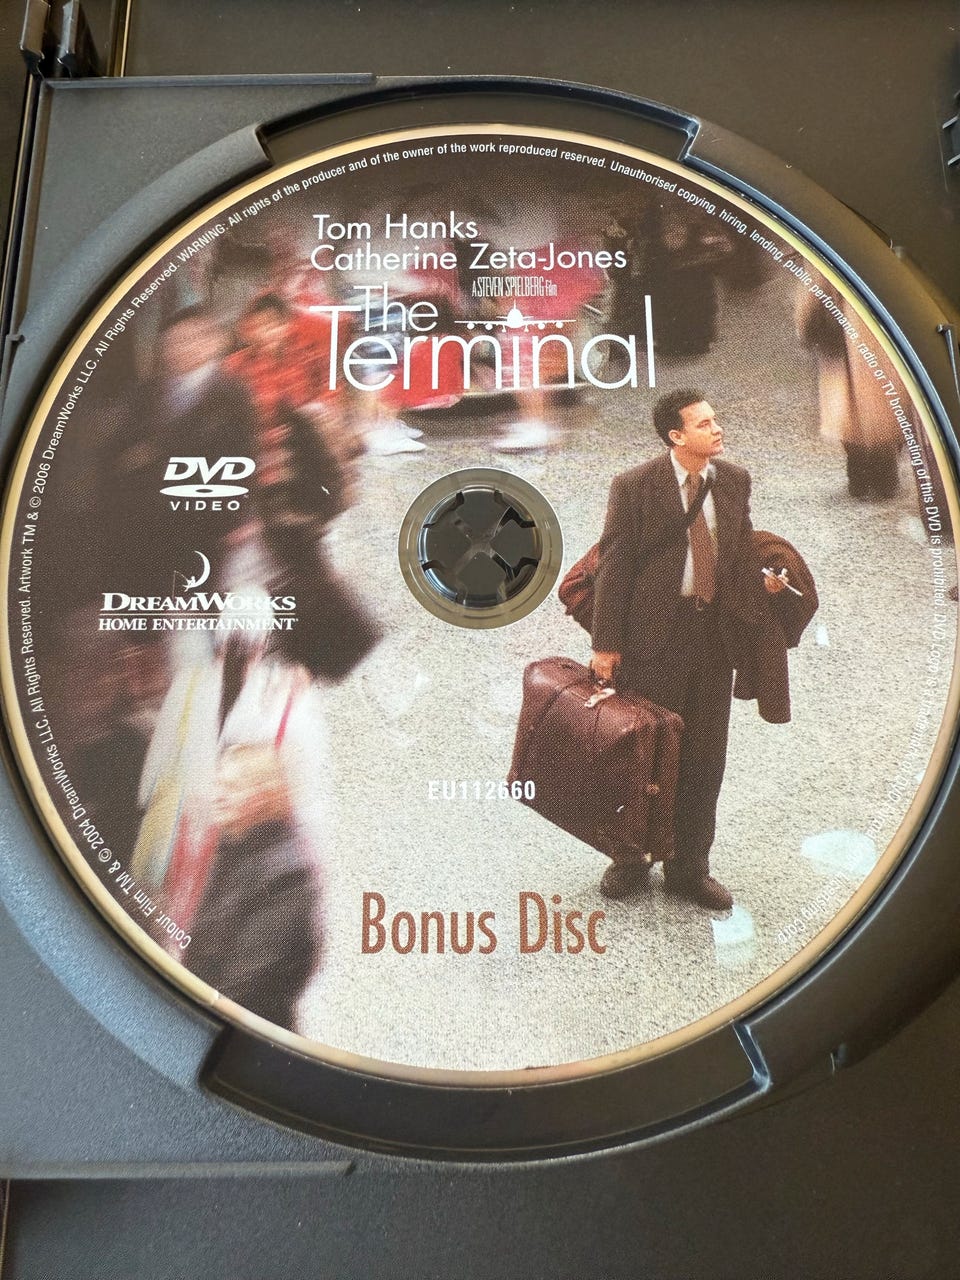 Colour. Film TM & © 2004 DreamWorks LLC. All Rights Reserved. Artwork TM & © 2006 DreamWorks LLC. All Rights Reserved. WARNING: All rights of the producer and of the owner of the work reproduced reserved. Unauthorised copying, hiring, lending, public performance, radio or TV broadcasting of this DVD is prohibited. DVD Logo is a
Tom Hanks
Catherine Zeta-Jones
A STEVEN SPIELBERG Film
The
Terminal
DVD
VIDEO
DREAMWORKS
HOME ENTERTAINMENT
EU112660
Bonus Disc